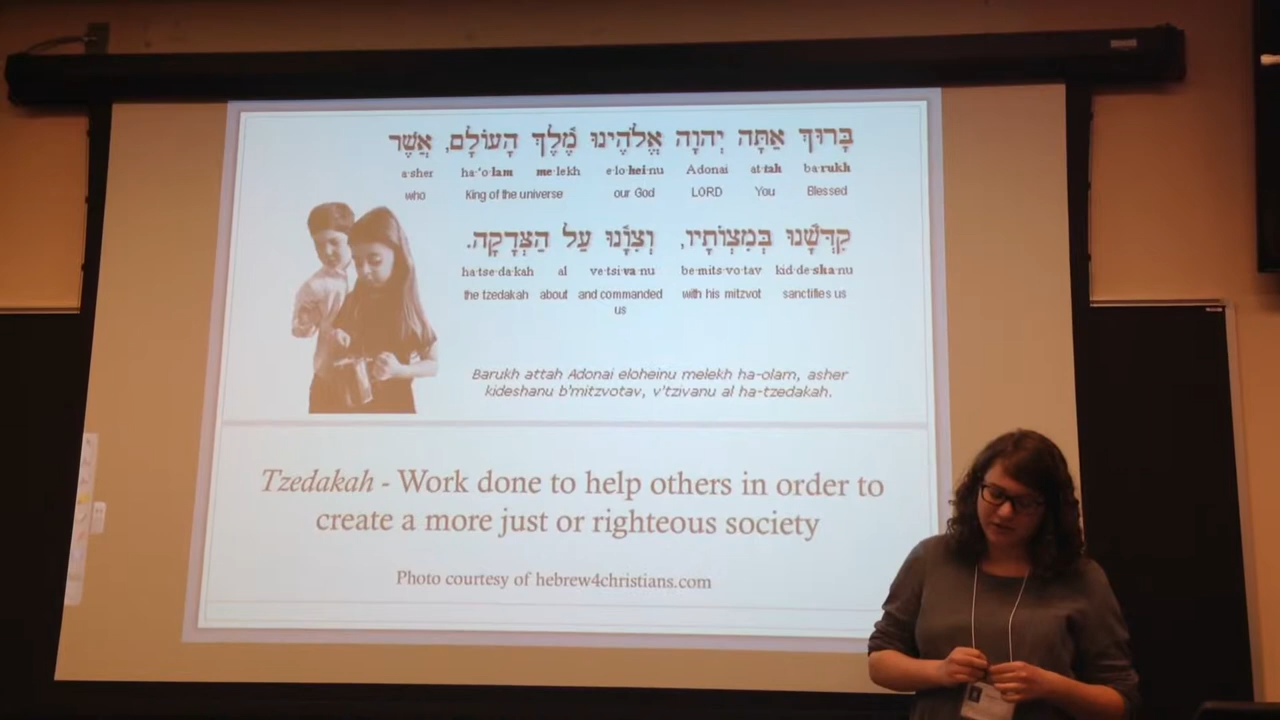 בָּרוּךְ אַתָּה יְהוָה אֱלֹהֵינוּ מֶלֶךְ הָעוֹלָם, אֲשֶׁר
a·sher ha·‘o·lam me·lekh e·lo·hei·nu Adonai at·tah ba·rukh
who King of the universe our God LORD You Blessed
קִדְּשָׁנוּ בְּמִצְוֹתָיו, וְצִוָּנוּ עַל הַצְּדָקָה.
ha·tse·da·kah al ve·tsi·va·nu be·mits·vo·tav kid·de·sha·nu
the tzedakah about and commanded with his mitzvot sanctifies us
us
Barukh attah Adonai eloheinu melekh ha-olam, asher
kideshanu b'mitzvotav, v'tzivanu al ha-tzedakah.
Tzedakah - Work done to help others in order to
create a more just or righteous society
Photo courtesy of hebrew4christians.com